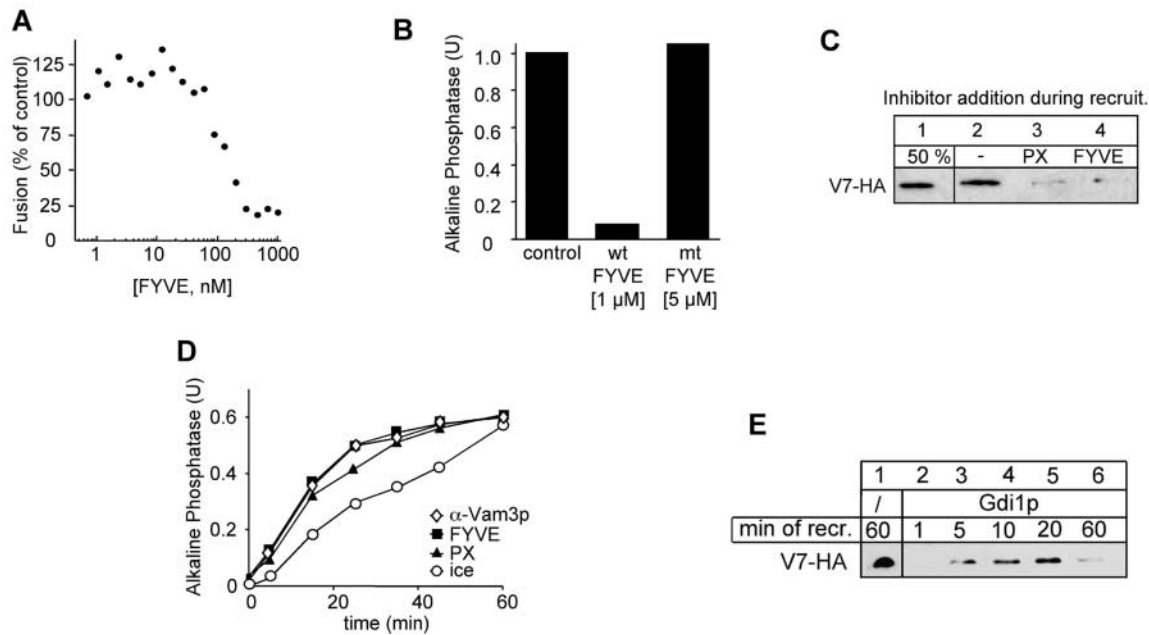 A
Fusion (% of control)
125
100
75
50
25
1 10 100 1000
[FYVE, nM]
B
Alkaline Phosphatase (U)
1.0
0.8
0.6
0.4
0.2
0
control
wt
FYVE
[1 µM]
mt
FYVE
[5 µM]
C
Inhibitor addition during recruit.
1 2 3 4
50 % - PX FYVE
V7-HA
D
Alkaline Phosphatase (U)
0.6
0.4
0.2
0
α-Vam3p
FYVE
PX
ice
0 20 40 60
time (min)
E
1 2 3 4 5 6
/ Gdi1p
min of recr. 60 1 5 10 20 60
V7-HA